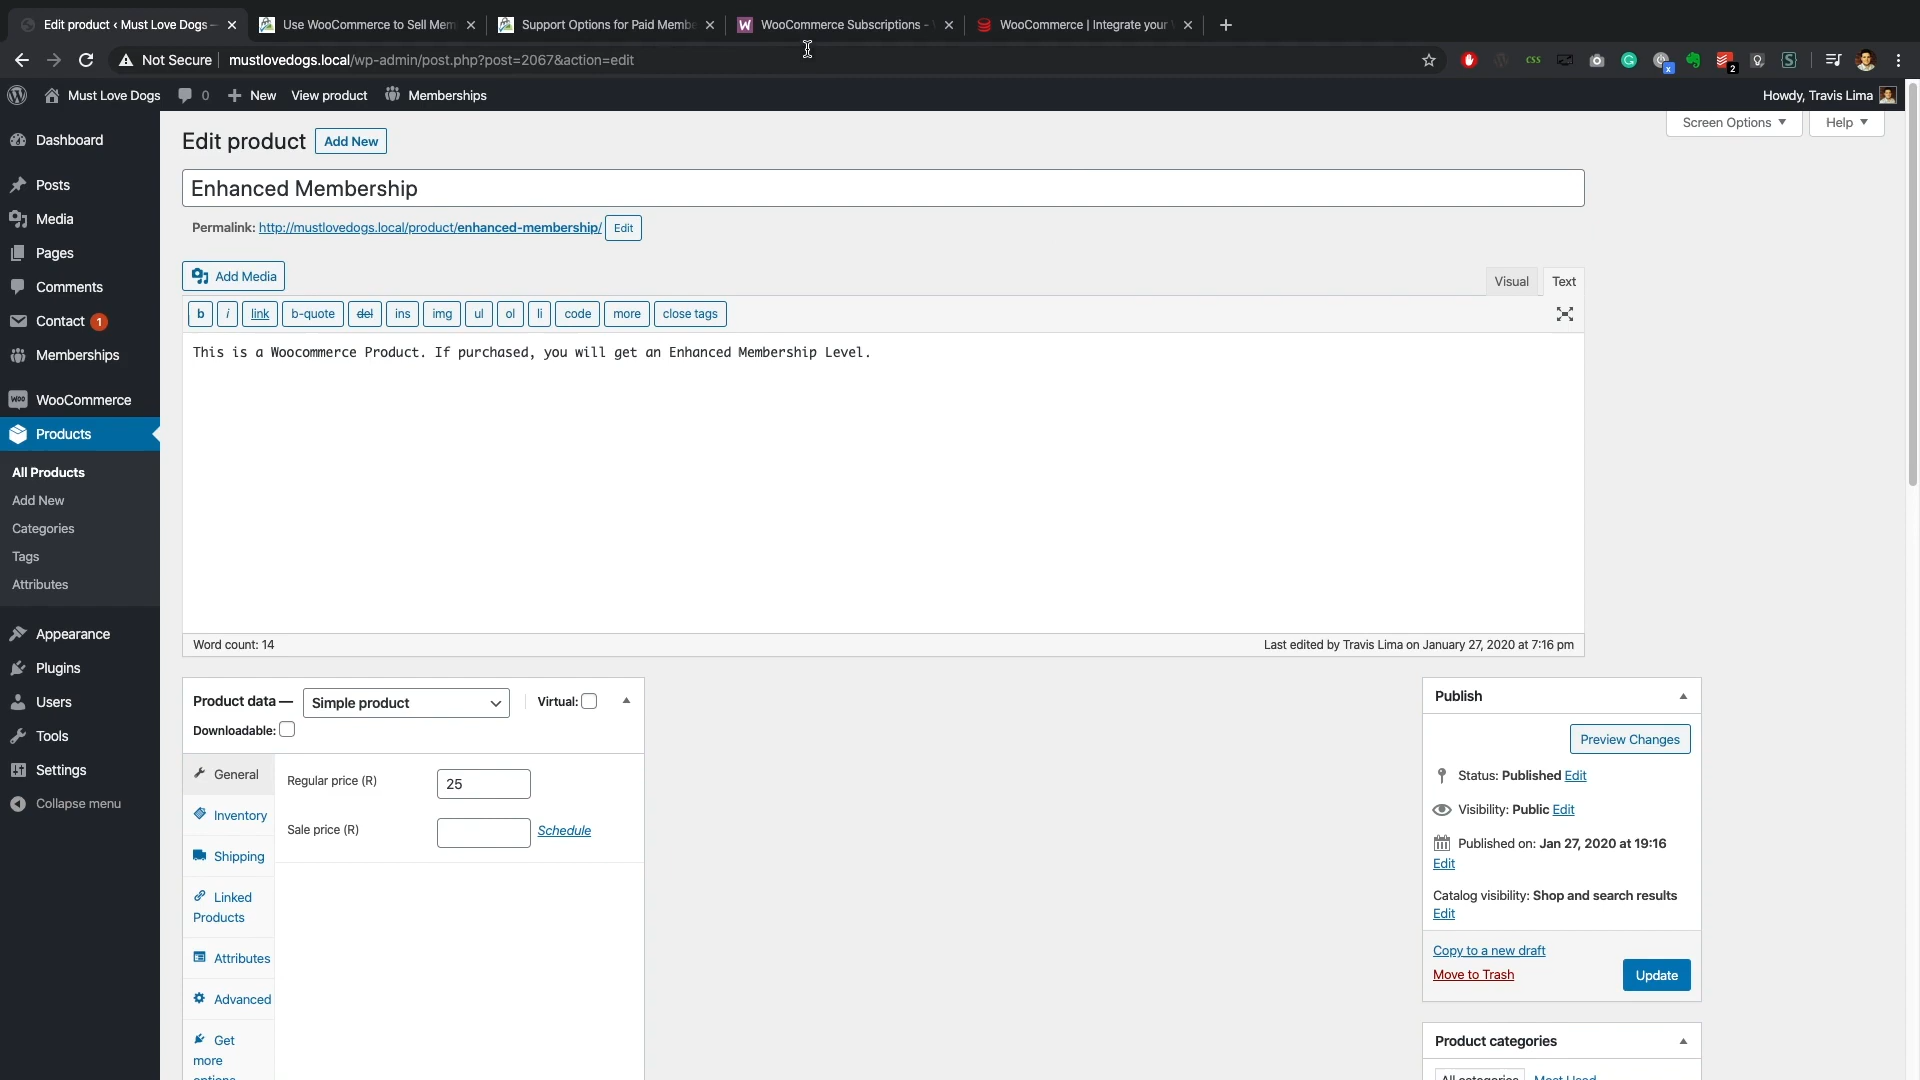 Edit product ‹ Must Love Dogs —
Use WooCommerce to Sell Mem
Support Options for Paid Membe
WooCommerce Subscriptions -
WooCommerce | Integrate your
Not Secure
mustlovedogs.local/wp-admin/post.php?post=2067&action=edit
css
x
2
S
Must Love Dogs
0
New
View product
Memberships
Howdy, Travis Lima
Dashboard
Posts
Media
Pages
Comments
Contact 1
Memberships
WooCommerce
Products
All Products
Add New
Categories
Tags
Attributes
Appearance
Plugins
Users
Tools
Settings
Collapse menu
Screen Options
Help
Edit product
Add New
Enhanced Membership
Permalink: http://mustlovedogs.local/product/enhanced-membership/ Edit
Add Media
Visual
Text
b
i
link
b-quote
del
ins
img
ul
ol
li
code
more
close tags
This is a Woocommerce Product. If purchased, you will get an Enhanced Membership Level.
Word count: 14
Last edited by Travis Lima on January 27, 2020 at 7:16 pm
Product data —
Simple product
Virtual:
Downloadable:
General
Inventory
Shipping
Linked
Products
Attributes
Advanced
Get
more
options
Regular price (R)
25
Sale price (R)
Schedule
Publish
Preview Changes
Status: Published Edit
Visibility: Public Edit
Published on: Jan 27, 2020 at 19:16
Edit
Catalog visibility: Shop and search results
Edit
Copy to a new draft
Move to Trash
Update
Product categories
All categories
Most Used